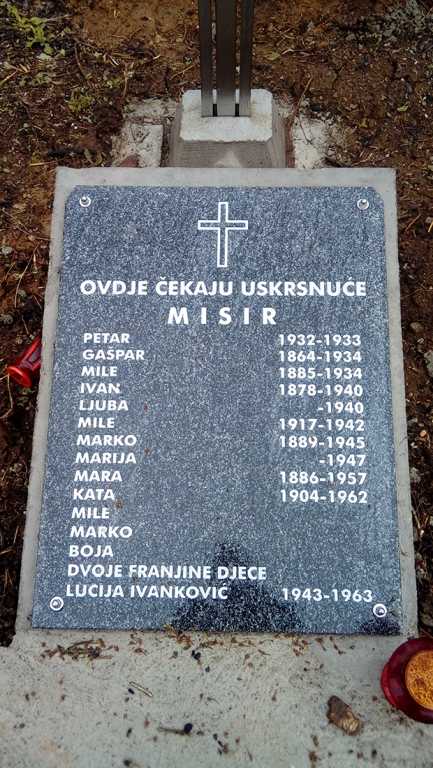 OVDJE ČEKAJU USKRSNUĆE
MISIR
PETAR 1932-1933
GAŠPAR 1864-1934
MILE 1885-1934
IVAN 1878-1940
LJUBA -1940
MILE 1917-1942
MARKO 1889-1945
MARIJA -1947
MARA 1886-1957
KATA 1904-1962
MILE
MARKO
BOJA
DVOJE FRANJINE DJECE
LUCIJA IVANKOVIĆ 1943-1963